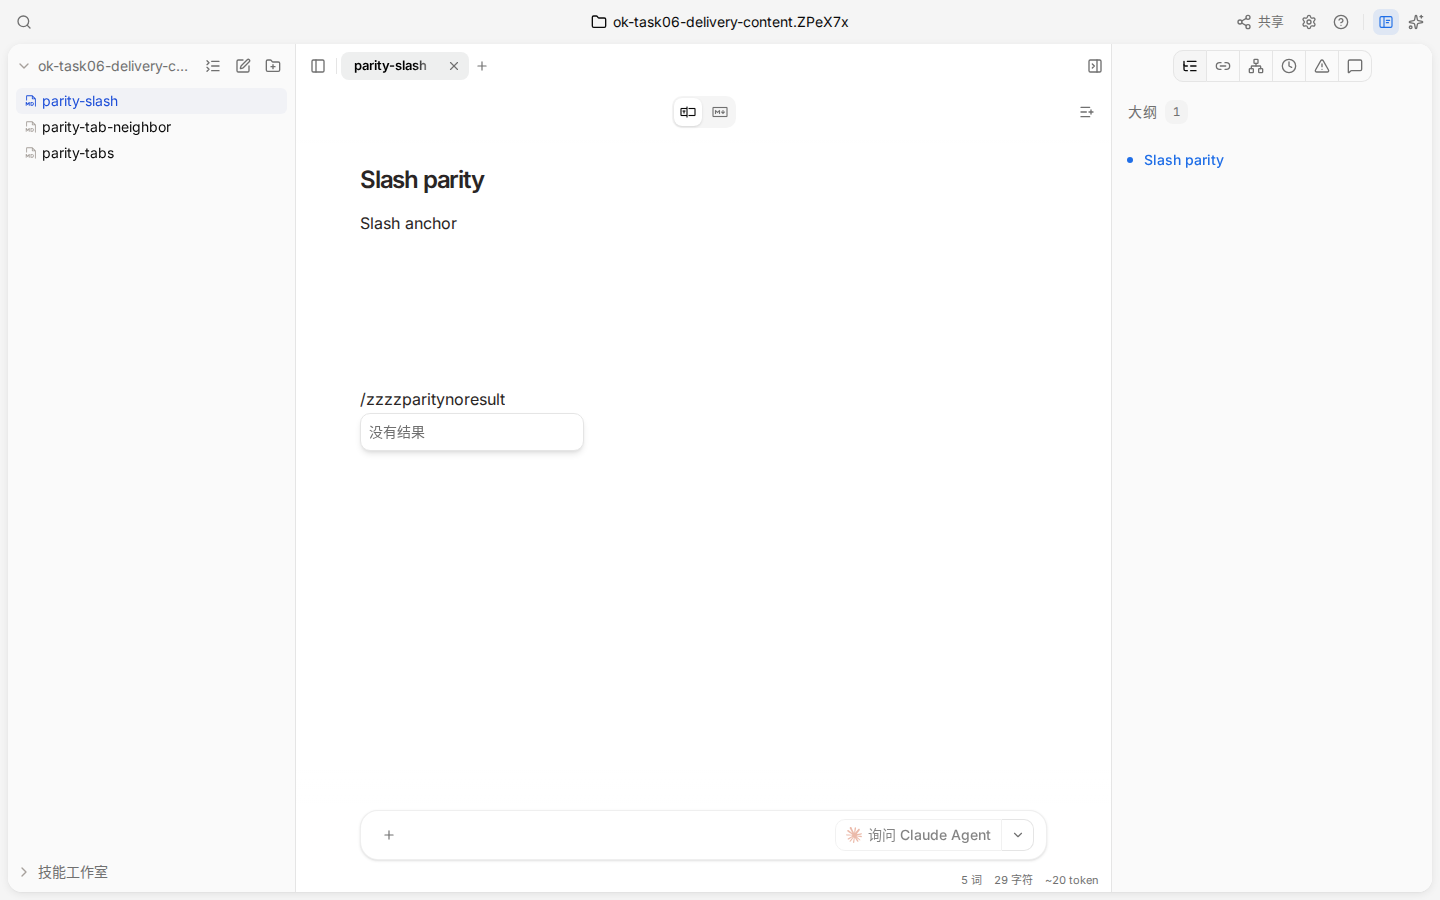 ok-task06-delivery-content.ZPeX7x
共享
ok-task06-delivery-c...
parity-slash
parity-tab-neighbor
parity-tabs
技能工作室
parity-slash
Slash parity
Slash anchor
/zzzzparitynoresult
没有结果
询问 Claude Agent
5 词 29 字符 ~20 token
大纲 1
Slash parity